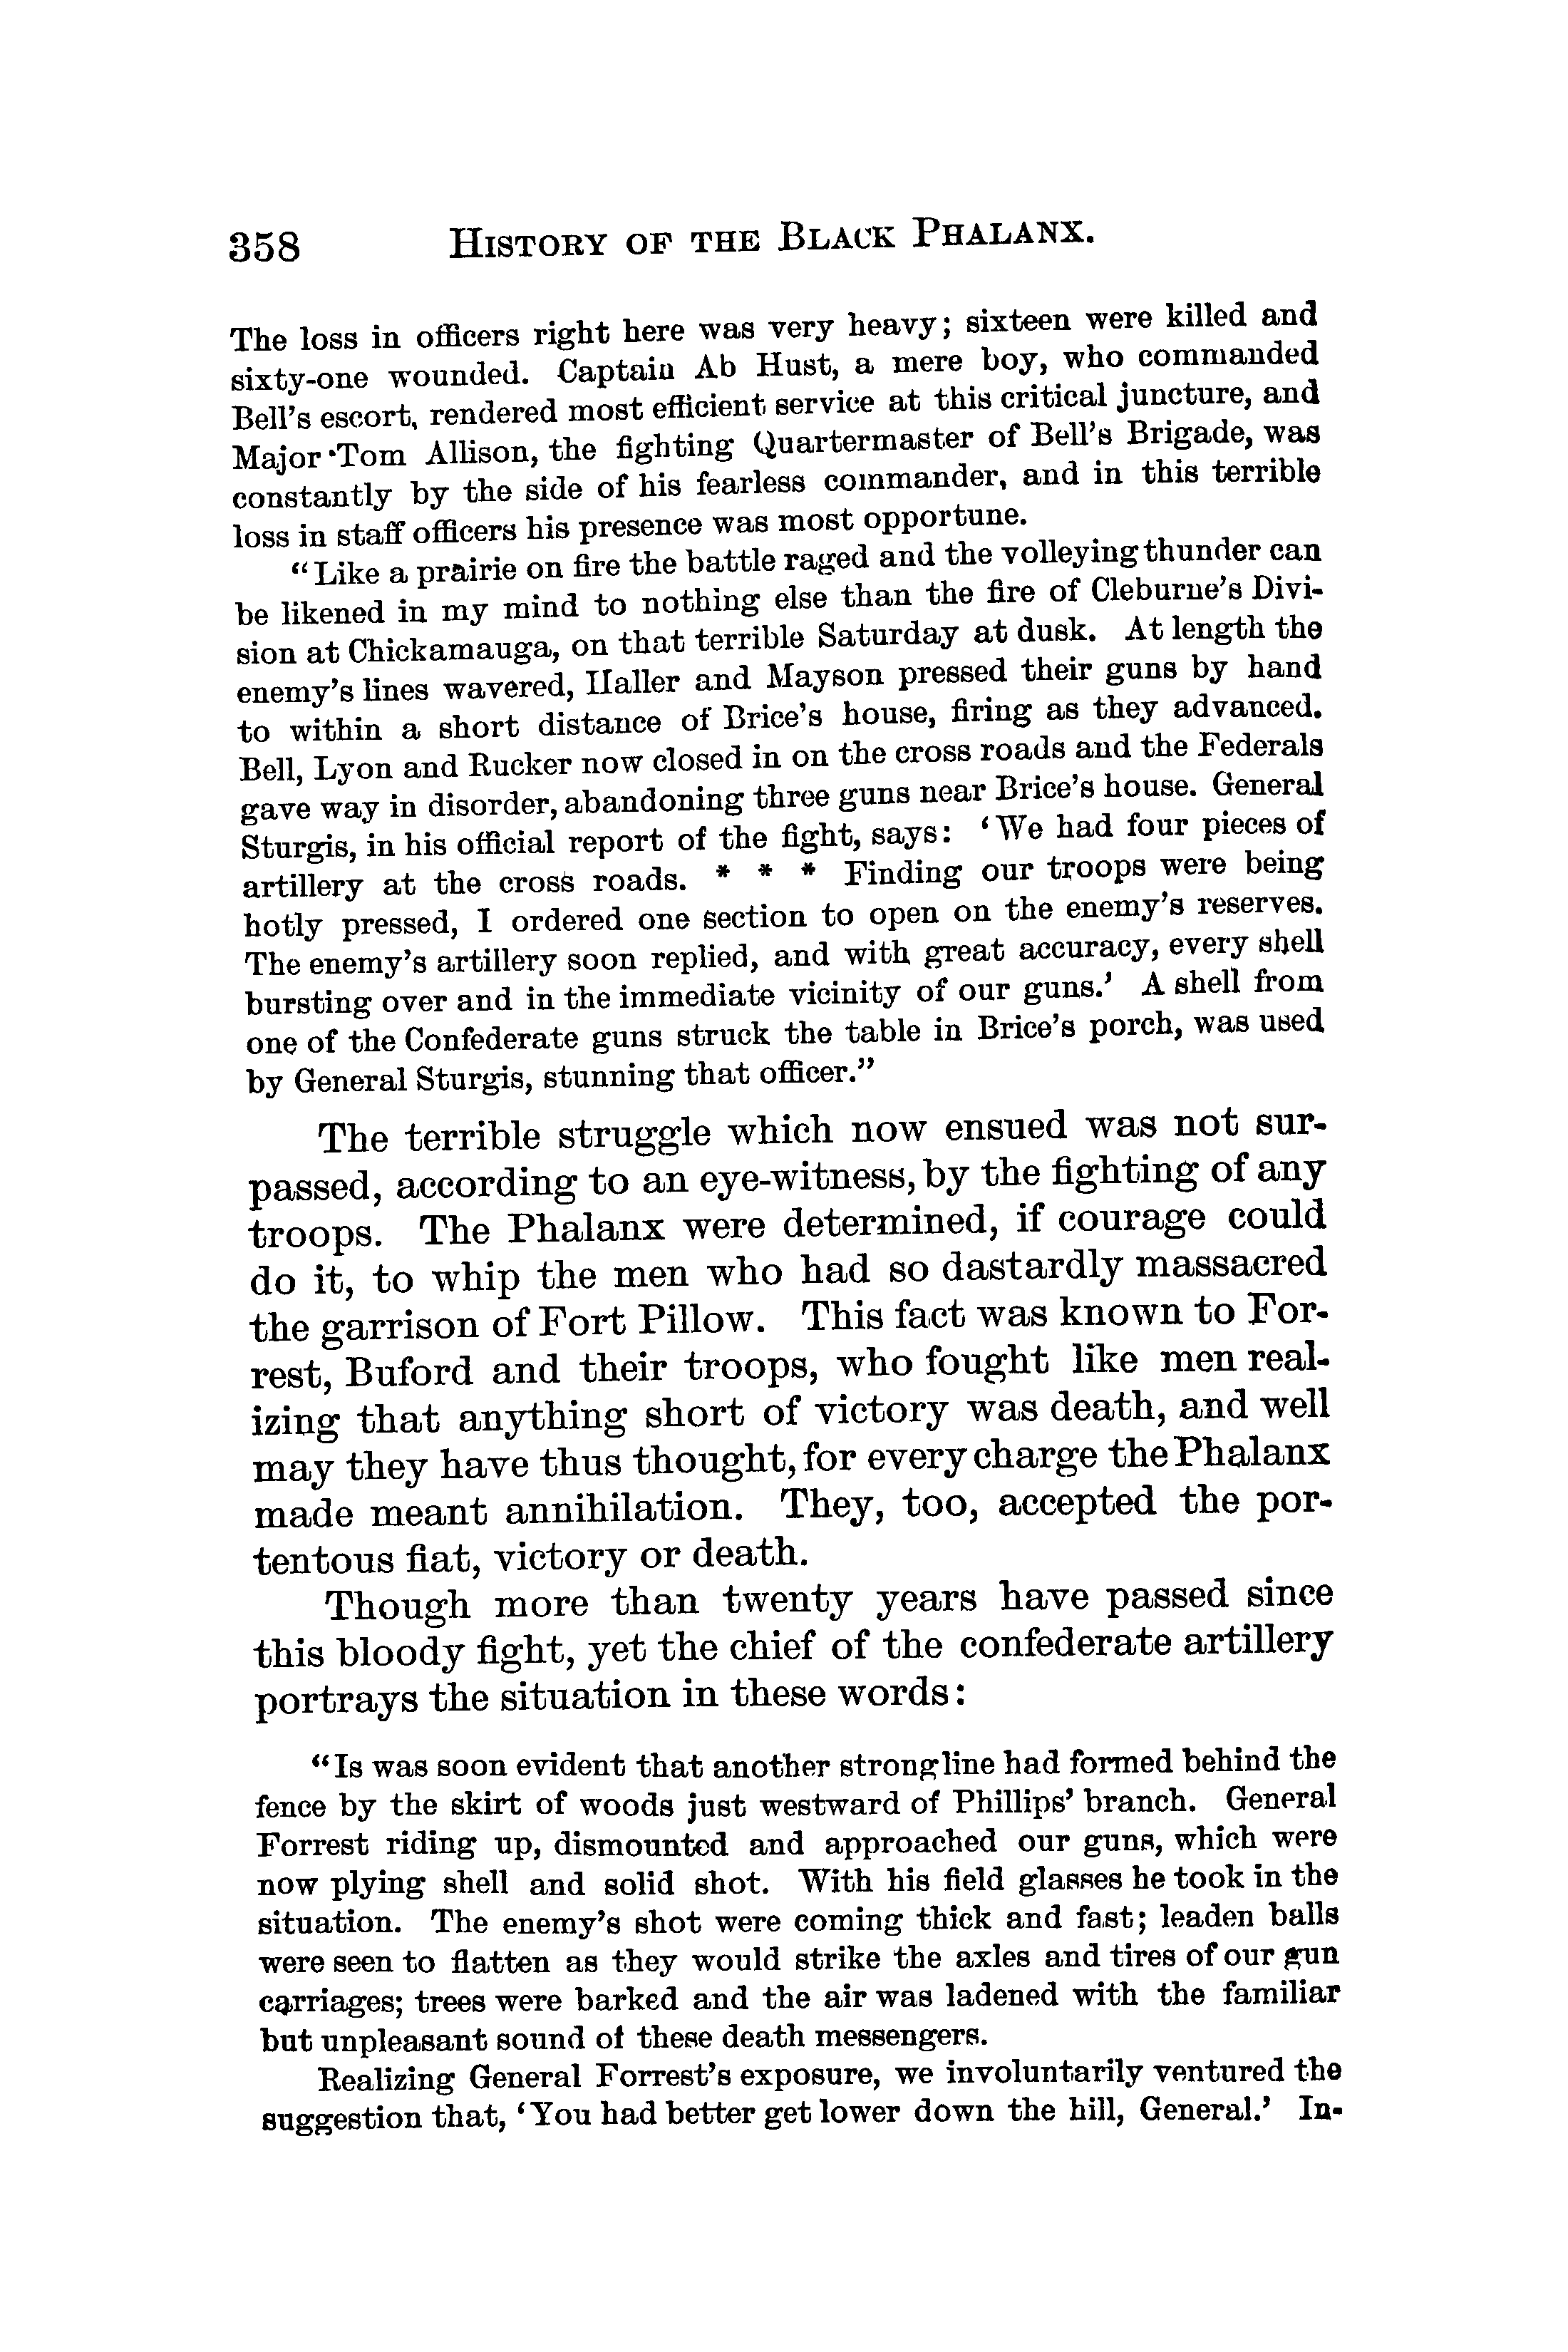 358 HISTORY OF THE BLACK PHALANX.
The loss in officers right here was very heavy; sixteen were killed and
sixty-one wounded. Captain Ab Hust, a mere boy, who commanded
Bell's escort, rendered most efficient service at this critical juncture, and
Major Tom Allison, the fighting Quartermaster of Bell's Brigade, was
constantly by the side of his fearless commander, and in this terrible
loss in staff officers his presence was most opportune.
"Like a prairie on fire the battle raged and the volleying thunder can
be likened in my mind to nothing else than the fire of Cleburne's Divi-
sion at Chickamauga, on that terrible Saturday at dusk. At length the
enemy's lines wavered, Haller and Mayson pressed their guns by hand
to within a short distance of Brice's house, firing as they advanced.
Bell, Lyon and Rucker now closed in on the cross roads and the Federals
gave way in disorder, abandoning three guns near Brice's house. General
Sturgis, in his official report of the fight, says: 'We had four pieces of
artillery at the cross roads. * * * Finding our troops were being
hotly pressed, I ordered one section to open on the enemy's reserves.
The enemy's artillery soon replied, and with great accuracy, every shell
bursting over and in the immediate vicinity of our guns.' A shell from
one of the Confederate guns struck the table in Brice's porch, was used
by General Sturgis, stunning that officer."
The terrible struggle which now ensued was not sur-
passed, according to an eye-witness, by the fighting of any
troops. The Phalanx were determined, if courage could
do it, to whip the men who had so dastardly massacred
the garrison of Fort Pillow. This fact was known to For-
rest, Buford and their troops, who fought like men real-
izing that anything short of victory was death, and well
may they have thus thought, for every charge the Phalanx
made meant annihilation. They, too, accepted the por-
tentous fiat, victory or death.
Though more than twenty years have passed since
this bloody fight, yet the chief of the confederate artillery
portrays the situation in these words:
"Is was soon evident that another strong line had formed behind the
fence by the skirt of woods just westward of Phillips' branch. General
Forrest riding up, dismounted and approached our guns, which were
now plying shell and solid shot. With his field glasses he took in the
situation. The enemy's shot were coming thick and fast; leaden balls
were seen to flatten as they would strike the axles and tires of our gun
carriages; trees were barked and the air was ladened with the familiar
but unpleasant sound of these death messengers.
Realizing General Forrest's exposure, we involuntarily ventured the
suggestion that, 'You had better get lower down the hill, General.' In-